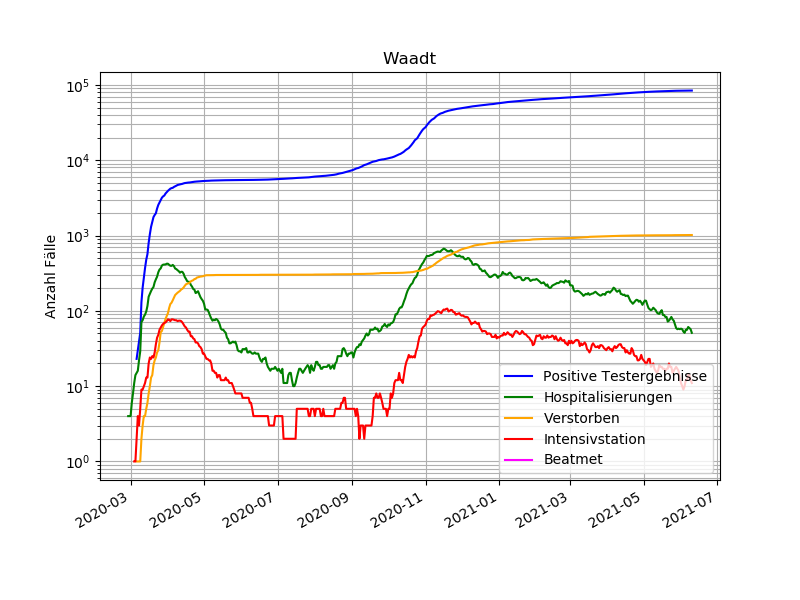 Waadt
Anzahl Fälle
10^5
10^4
10^3
10^2
10^1
10^0
Positive Testergebnisse
Hospitalisierungen
Verstorben
Intensivstation
Beatmet
2020-03
2020-05
2020-07
2020-09
2020-11
2021-01
2021-03
2021-05
2021-07